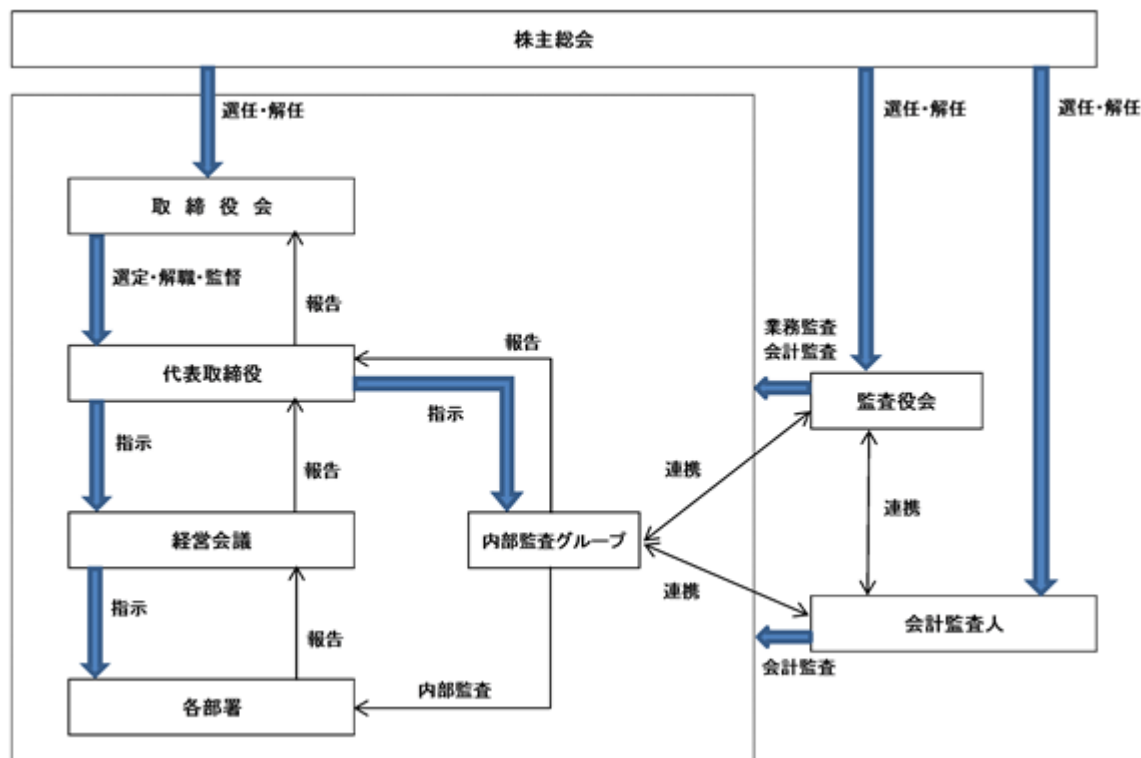 株主総会
選任・解任
選任・解任
選任・解任
取締役会
選定・解職・監督
報告
業務監査
会計監査
報告
代表取締役
監査役会
指示
指示
報告
連携
連携
経営会議
内部監査グループ
連携
指示
会計監査人
報告
会計監査
内部監査
各部署